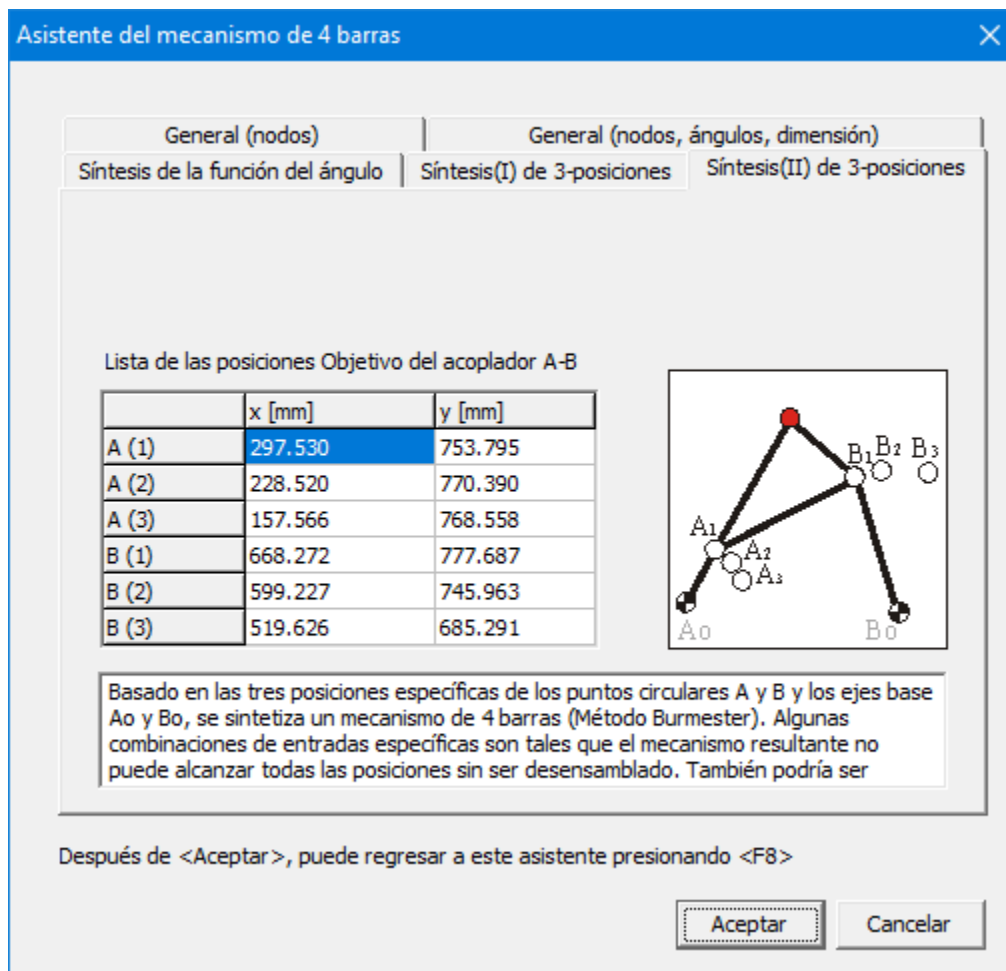 Asistente del mecanismo de 4 barras
General (nodos) General (nodos, ángulos, dimensión)
Síntesis de la función del ángulo Síntesis(I) de 3-posiciones Síntesis(II) de 3-posiciones
Lista de las posiciones Objetivo del acoplador A-B
x [mm] y [mm]
A (1) 297.530 753.795
A (2) 228.520 770.390
A (3) 157.566 768.558
B (1) 668.272 777.687
B (2) 599.227 745.963
B (3) 519.626 685.291
B1 B2 B3
A1
A2
A3
Ao Bo
Basado en las tres posiciones específicas de los puntos circulares A y B y los ejes base
Ao y Bo, se sintetiza un mecanismo de 4 barras (Método Burmester). Algunas
combinaciones de entradas específicas son tales que el mecanismo resultante no
puede alcanzar todas las posiciones sin ser desensamblado. También podría ser
Después de <Aceptar>, puede regresar a este asistente presionando <F8>
Aceptar Cancelar